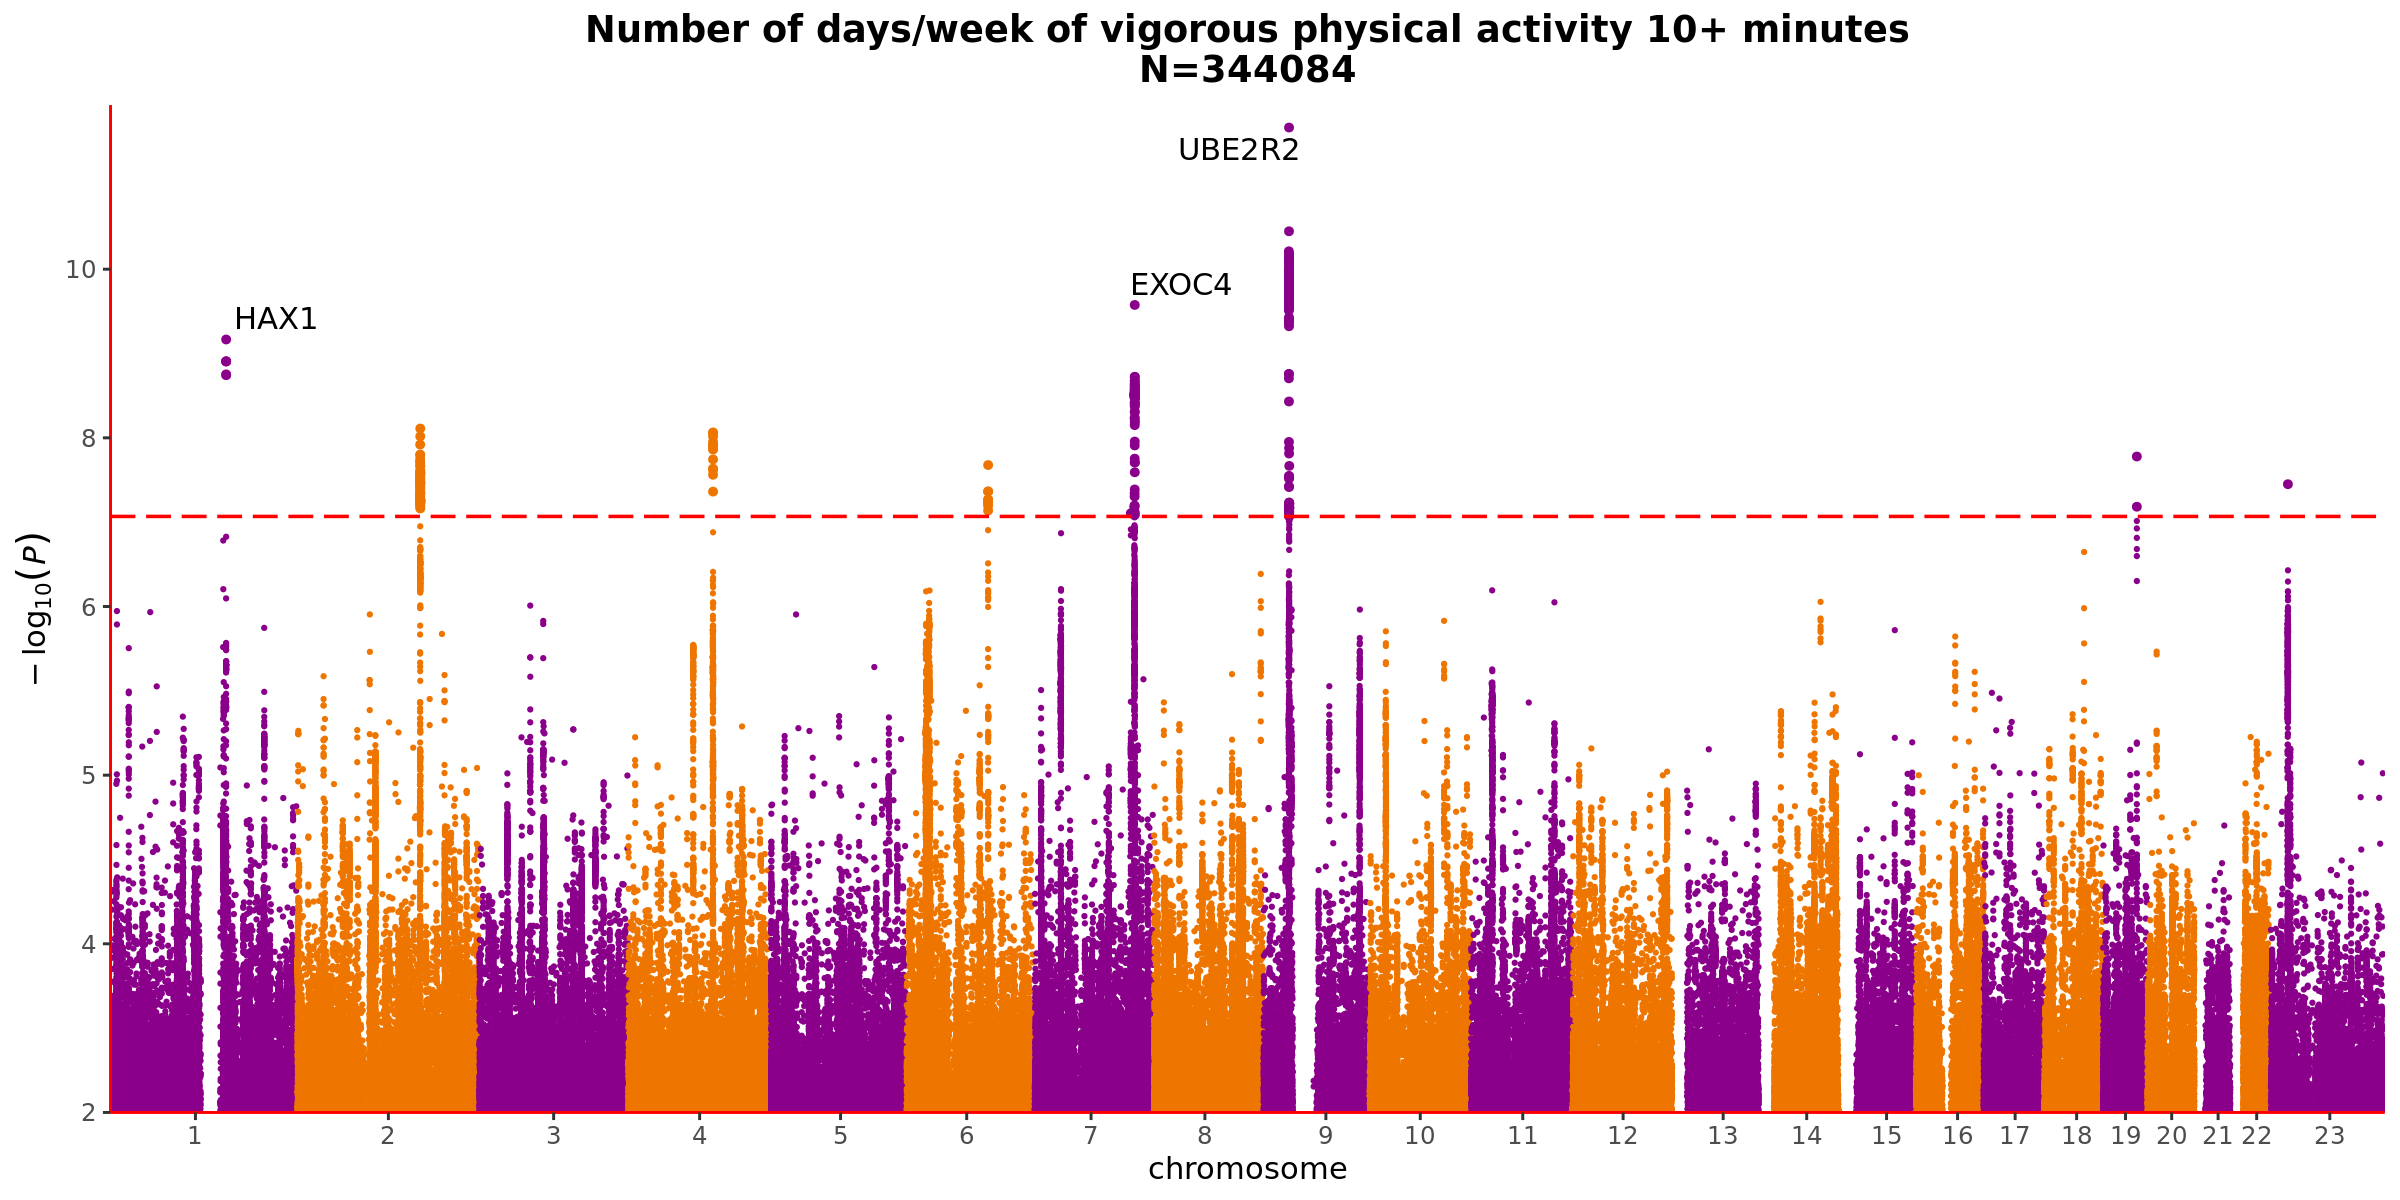 Number of days/week of vigorous physical activity 10+ minutes
N=344084
UBE2R2
EXOC4
HAX1
10
8
6
5
4
2
−log₁₀(P)
1 2 3 4 5 6 7 8 9 10 11 12 13 14 15 16 17 18 19 20 21 22 23
chromosome